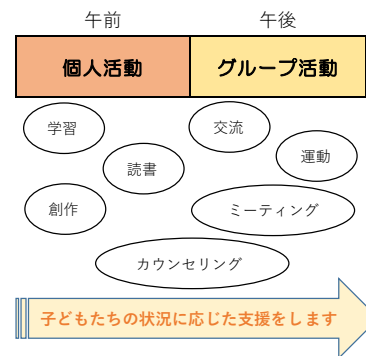 午前 午後
個人活動 グループ活動
学習 交流
読書 運動
創作 ミーティング
カウンセリング
子どもたちの状況に応じた支援をします